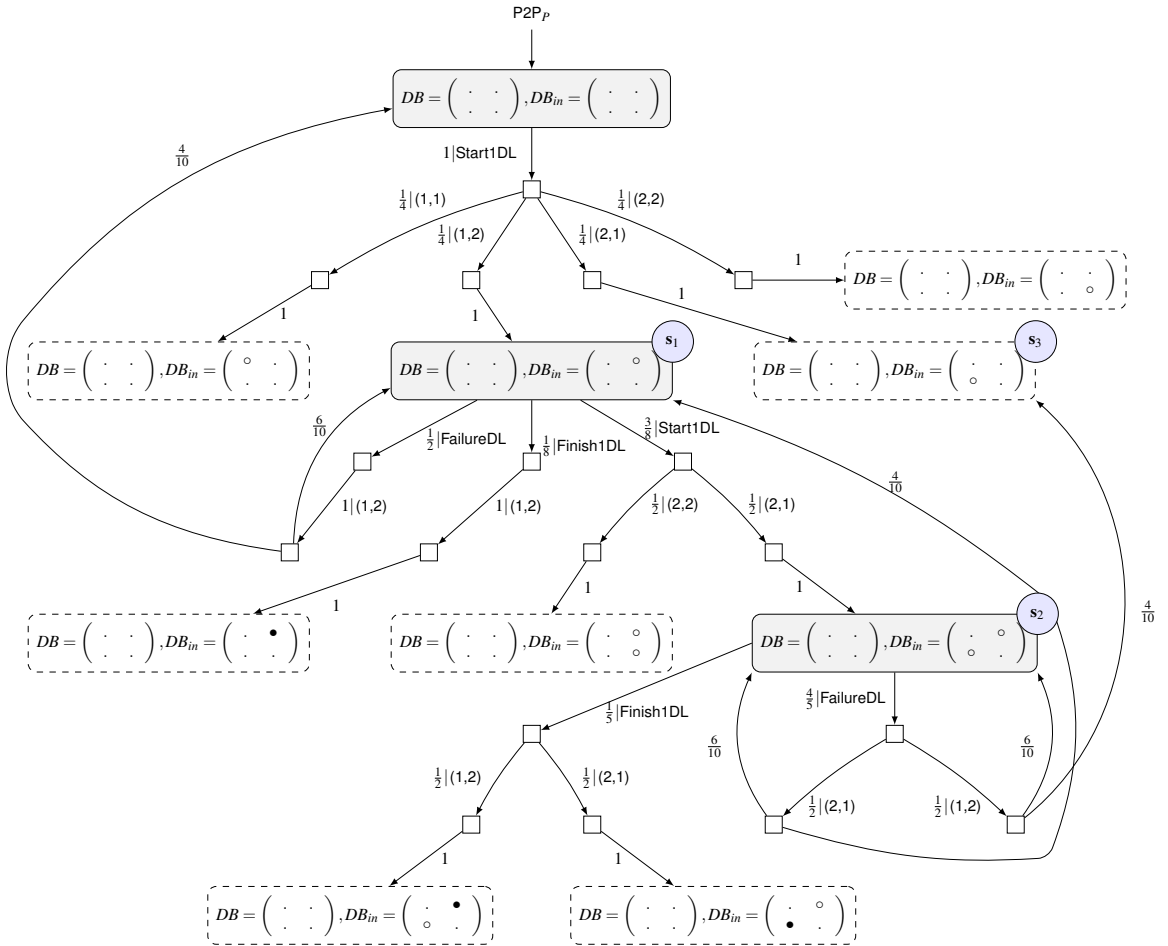 P2P_P
DB = ( · · · · ) , DB_in = ( · · · · )
4/10
1|Start1DL
1/4|(1,1)
1/4|(2,2)
1/4|(1,2)
1/4|(2,1)
1
DB = ( · · · · ) , DB_in = ( · · · ○ )
1
1
1
s_1
s_3
DB = ( · · · · ) , DB_in = ( ○ · · · )
DB = ( · · · · ) , DB_in = ( · ○ · · )
DB = ( · · · · ) , DB_in = ( · · ○ · )
6/10
1/2|FailureDL
1/8|Finish1DL
3/8|Start1DL
4/10
1|(1,2)
1|(1,2)
1/2|(2,2)
1/2|(2,1)
1
1
1
s_2
4/10
DB = ( · · · · ) , DB_in = ( · ● · · )
DB = ( · · · · ) , DB_in = ( · ○ · ○ )
DB = ( · · · · ) , DB_in = ( · ○ ○ · )
1/5|Finish1DL
4/5|FailureDL
6/10
6/10
1/2|(1,2)
1/2|(2,1)
1/2|(2,1)
1/2|(1,2)
1
1
DB = ( · · · · ) , DB_in = ( · ● ○ · )
DB = ( · · · · ) , DB_in = ( · ○ ● · )